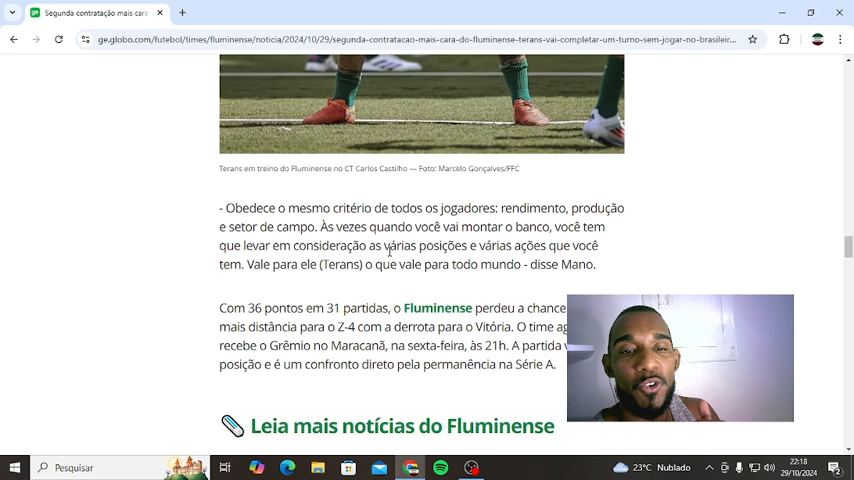 Segunda contratação mais cara
ge.globo.com/futebol/times/fluminense/noticia/2024/10/29/segunda-contratacao-mais-cara-do-fluminense-terans-vai-completar-um-turno-sem-jogar-no-brasileir...
Terans em treino do Fluminense no CT Carlos Castilho — Foto: Marcelo Gonçalves/FFC
- Obedece o mesmo critério de todos os jogadores: rendimento, produção
e setor de campo. Às vezes quando você vai montar o banco, você tem
que levar em consideração as várias posições e várias ações que você
tem. Vale para ele (Terans) o que vale para todo mundo - disse Mano.
Com 36 pontos em 31 partidas, o Fluminense perdeu a chance
mais distância para o Z-4 com a derrota para o Vitória. O time ag
recebe o Grêmio no Maracanã, na sexta-feira, às 21h. A partida v
posição e é um confronto direto pela permanência na Série A.
Leia mais notícias do Fluminense
Pesquisar
23°C Nublado
22:18
29/10/2024
2